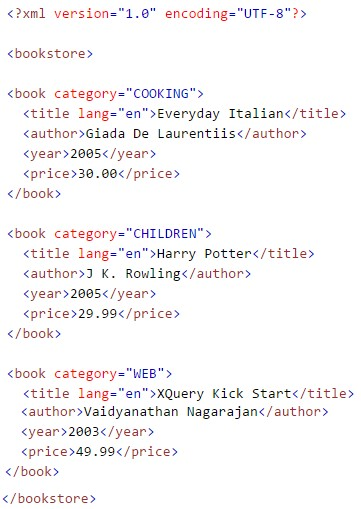 <?xml version="1.0" encoding="UTF-8"?>
<bookstore>
<book category="COOKING">
<title lang="en">Everyday Italian</title>
<author>Giada De Laurentiis</author>
<year>2005</year>
<price>30.00</price>
</book>
<book category="CHILDREN">
<title lang="en">Harry Potter</title>
<author>J K. Rowling</author>
<year>2005</year>
<price>29.99</price>
</book>
<book category="WEB">
<title lang="en">XQuery Kick Start</title>
<author>Vaidyanathan Nagarajan</author>
<year>2003</year>
<price>49.99</price>
</book>
</bookstore>